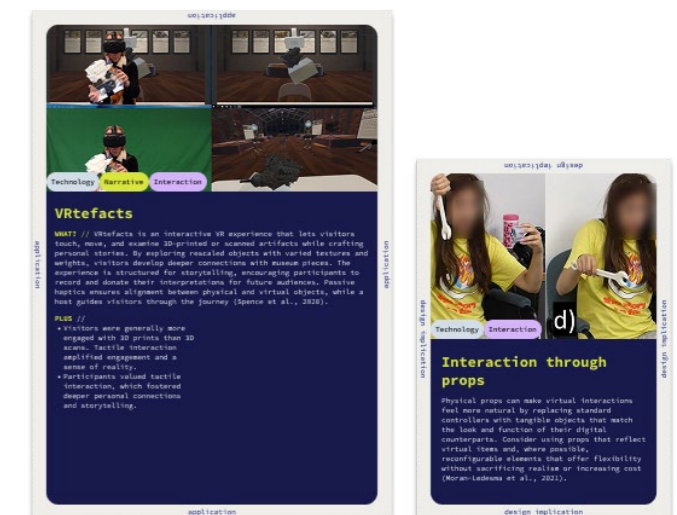 application
Technology Narrative Interaction
VRtefacts
WHAT? // VRtefacts is an interactive VR experience that lets visitors
touch, move, and examine 3D-printed or scanned artifacts while crafting
personal stories. By exploring rescaled objects with varied textures and
weights, visitors develop deeper connections with museum pieces. The
experience is structured for storytelling, encouraging participants to
record and donate their interpretations for future audiences. Passive
haptics ensures alignment between physical and virtual objects, while a
host guides visitors through the journey (Spence et al., 2020).
PLUS //
• Visitors were generally more
engaged with 3D prints than 3D
scans. Tactile interaction
amplified engagement and a
sense of reality.
• Participants valued tactile
interaction, which fostered
deeper personal connections
and storytelling.
application
application
application
design implication
d)
Technology Interaction
Interaction through
props
Physical props can make virtual interactions
feel more natural by replacing standard
controllers with tangible objects that match
the look and function of their digital
counterparts. Consider using props that reflect
virtual items and, where possible,
reconfigurable elements that offer flexibility
without sacrificing realism or increasing cost
(Moran-Ledesma et al., 2021).
design implication
design implication
design implication